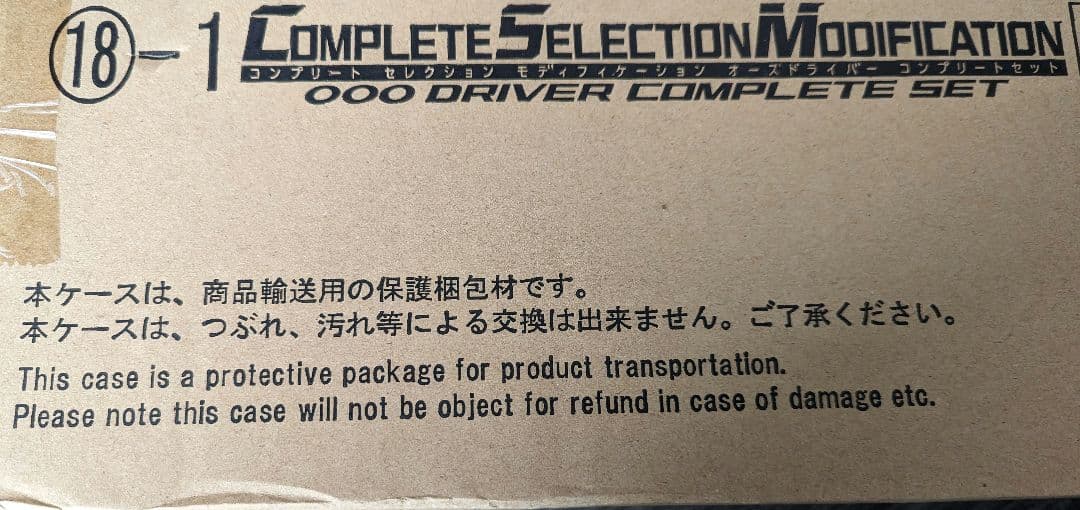 ⑱-1 COMPLETE SELECTION MODIFICATION
コンプリート セレクション モディフィケーション オーズドライバー コンプリートセット
OOO DRIVER COMPLETE SET
本ケースは、商品輸送用の保護梱包材です。
本ケースは、つぶれ、汚れ等による交換は出来ません。ご了承ください。
This case is a protective package for product transportation.
Please note this case will not be object for refund in case of damage etc.